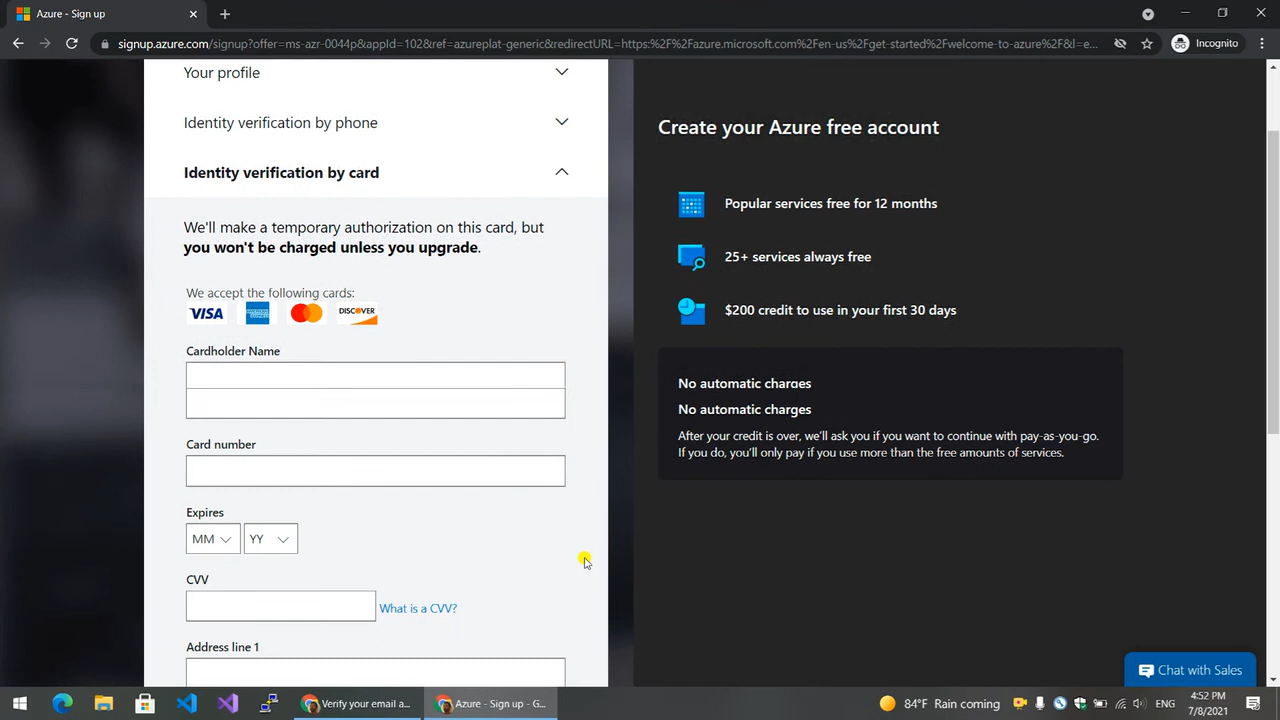 Azure - Sign up
signup.azure.com/signup?offer=ms-azr-0044p&appId=102&ref=azureplat-generic&redirectURL=https:%2F%2Fazure.microsoft.com%2Fen-us%2Fget-started%2Fwelcome-to-azure%2F&l=e...
Incognito
Your profile
Identity verification by phone
Identity verification by card
We'll make a temporary authorization on this card, but
you won't be charged unless you upgrade.
We accept the following cards:
VISA
AMERICAN EXPRESS
DISCOVER
Cardholder Name
Card number
Expires
MM
YY
CVV
What is a CVV?
Address line 1
Create your Azure free account
Popular services free for 12 months
25+ services always free
$200 credit to use in your first 30 days
No automatic charges
No automatic charges
After your credit is over, we'll ask you if you want to continue with pay-as-you-go.
If you do, you'll only pay if you use more than the free amounts of services.
Chat with Sales
Verify your email a...
Azure - Sign up - G...
84°F Rain coming
ENG
4:52 PM
7/8/2021